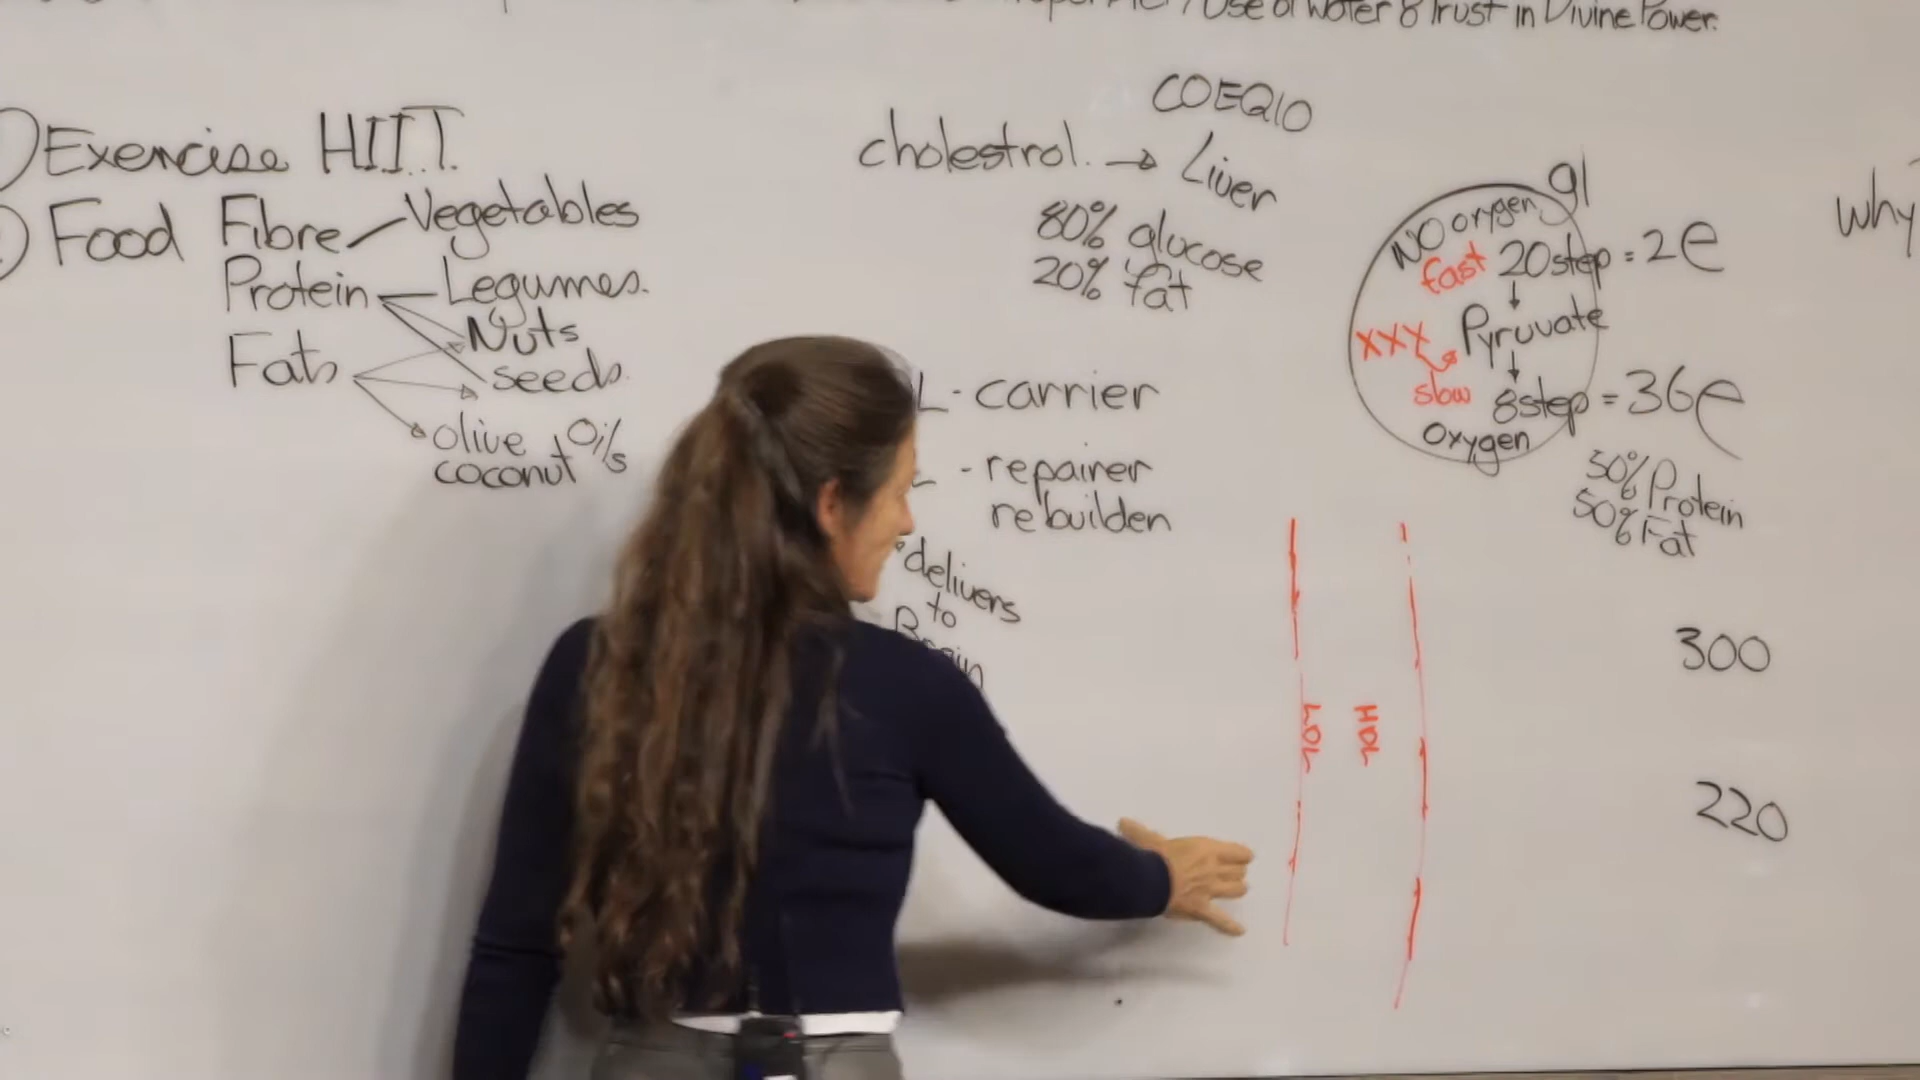 Use of Water & Trust in Divine Power.
Exercise HIIT.
Food Fibre Vegetables
Protein Legumes.
Nuts
Fats seeds.
olive Oils
coconut
COEQ10
cholestrol. → Liver
80% glucose
20% fat
L - carrier
- repairer
rebuilder
delivers
to
gl
NO oxygen
fast 20step = 2e
XXX Pyruvate
slow 8step = 36e
oxygen
50% Protein
50% Fat
LDL HDL
300
220
why